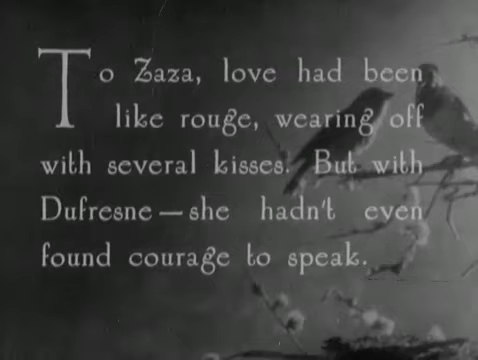 To Zaza, love had been
like rouge, wearing off
with several kisses. But with
Dufresne — she hadn't even
found courage to speak.